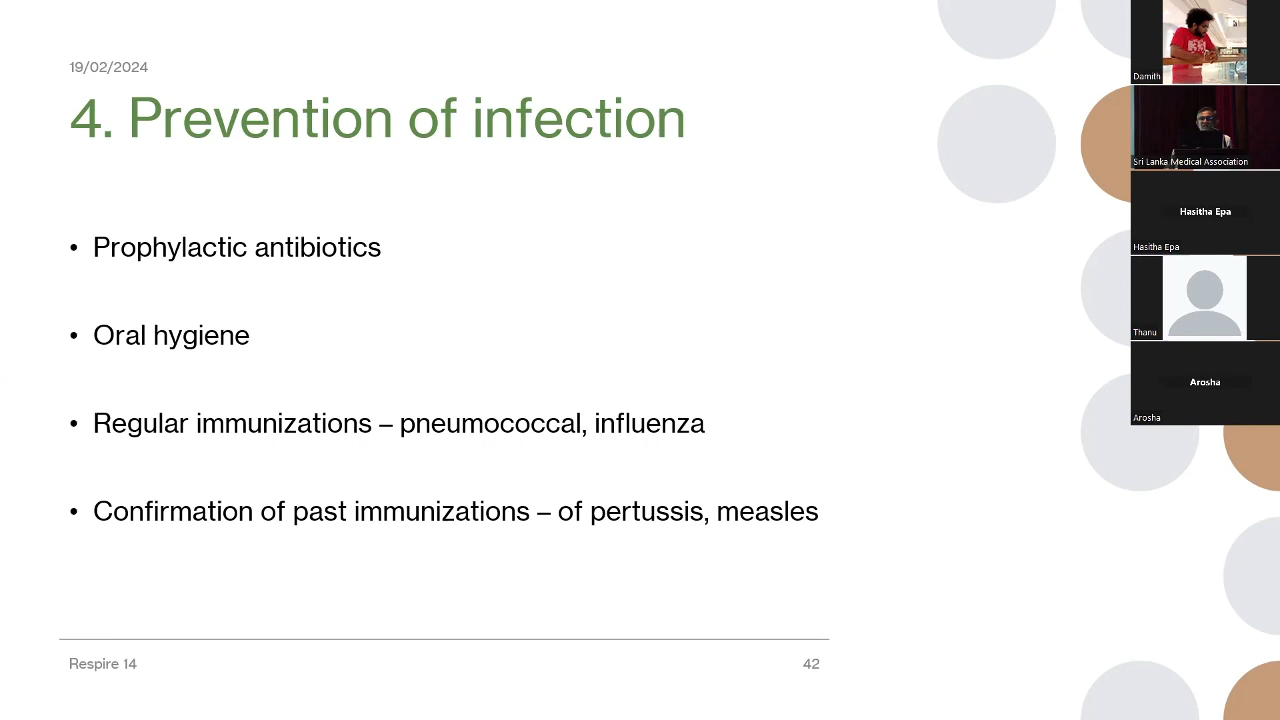 19/02/2024
4. Prevention of infection
• Prophylactic antibiotics
• Oral hygiene
• Regular immunizations – pneumococcal, influenza
• Confirmation of past immunizations – of pertussis, measles
Respire 14
42
Damith
Sri Lanka Medical Association
Hasitha Epa
Hasitha Epa
Thanu
Arosha
Arosha